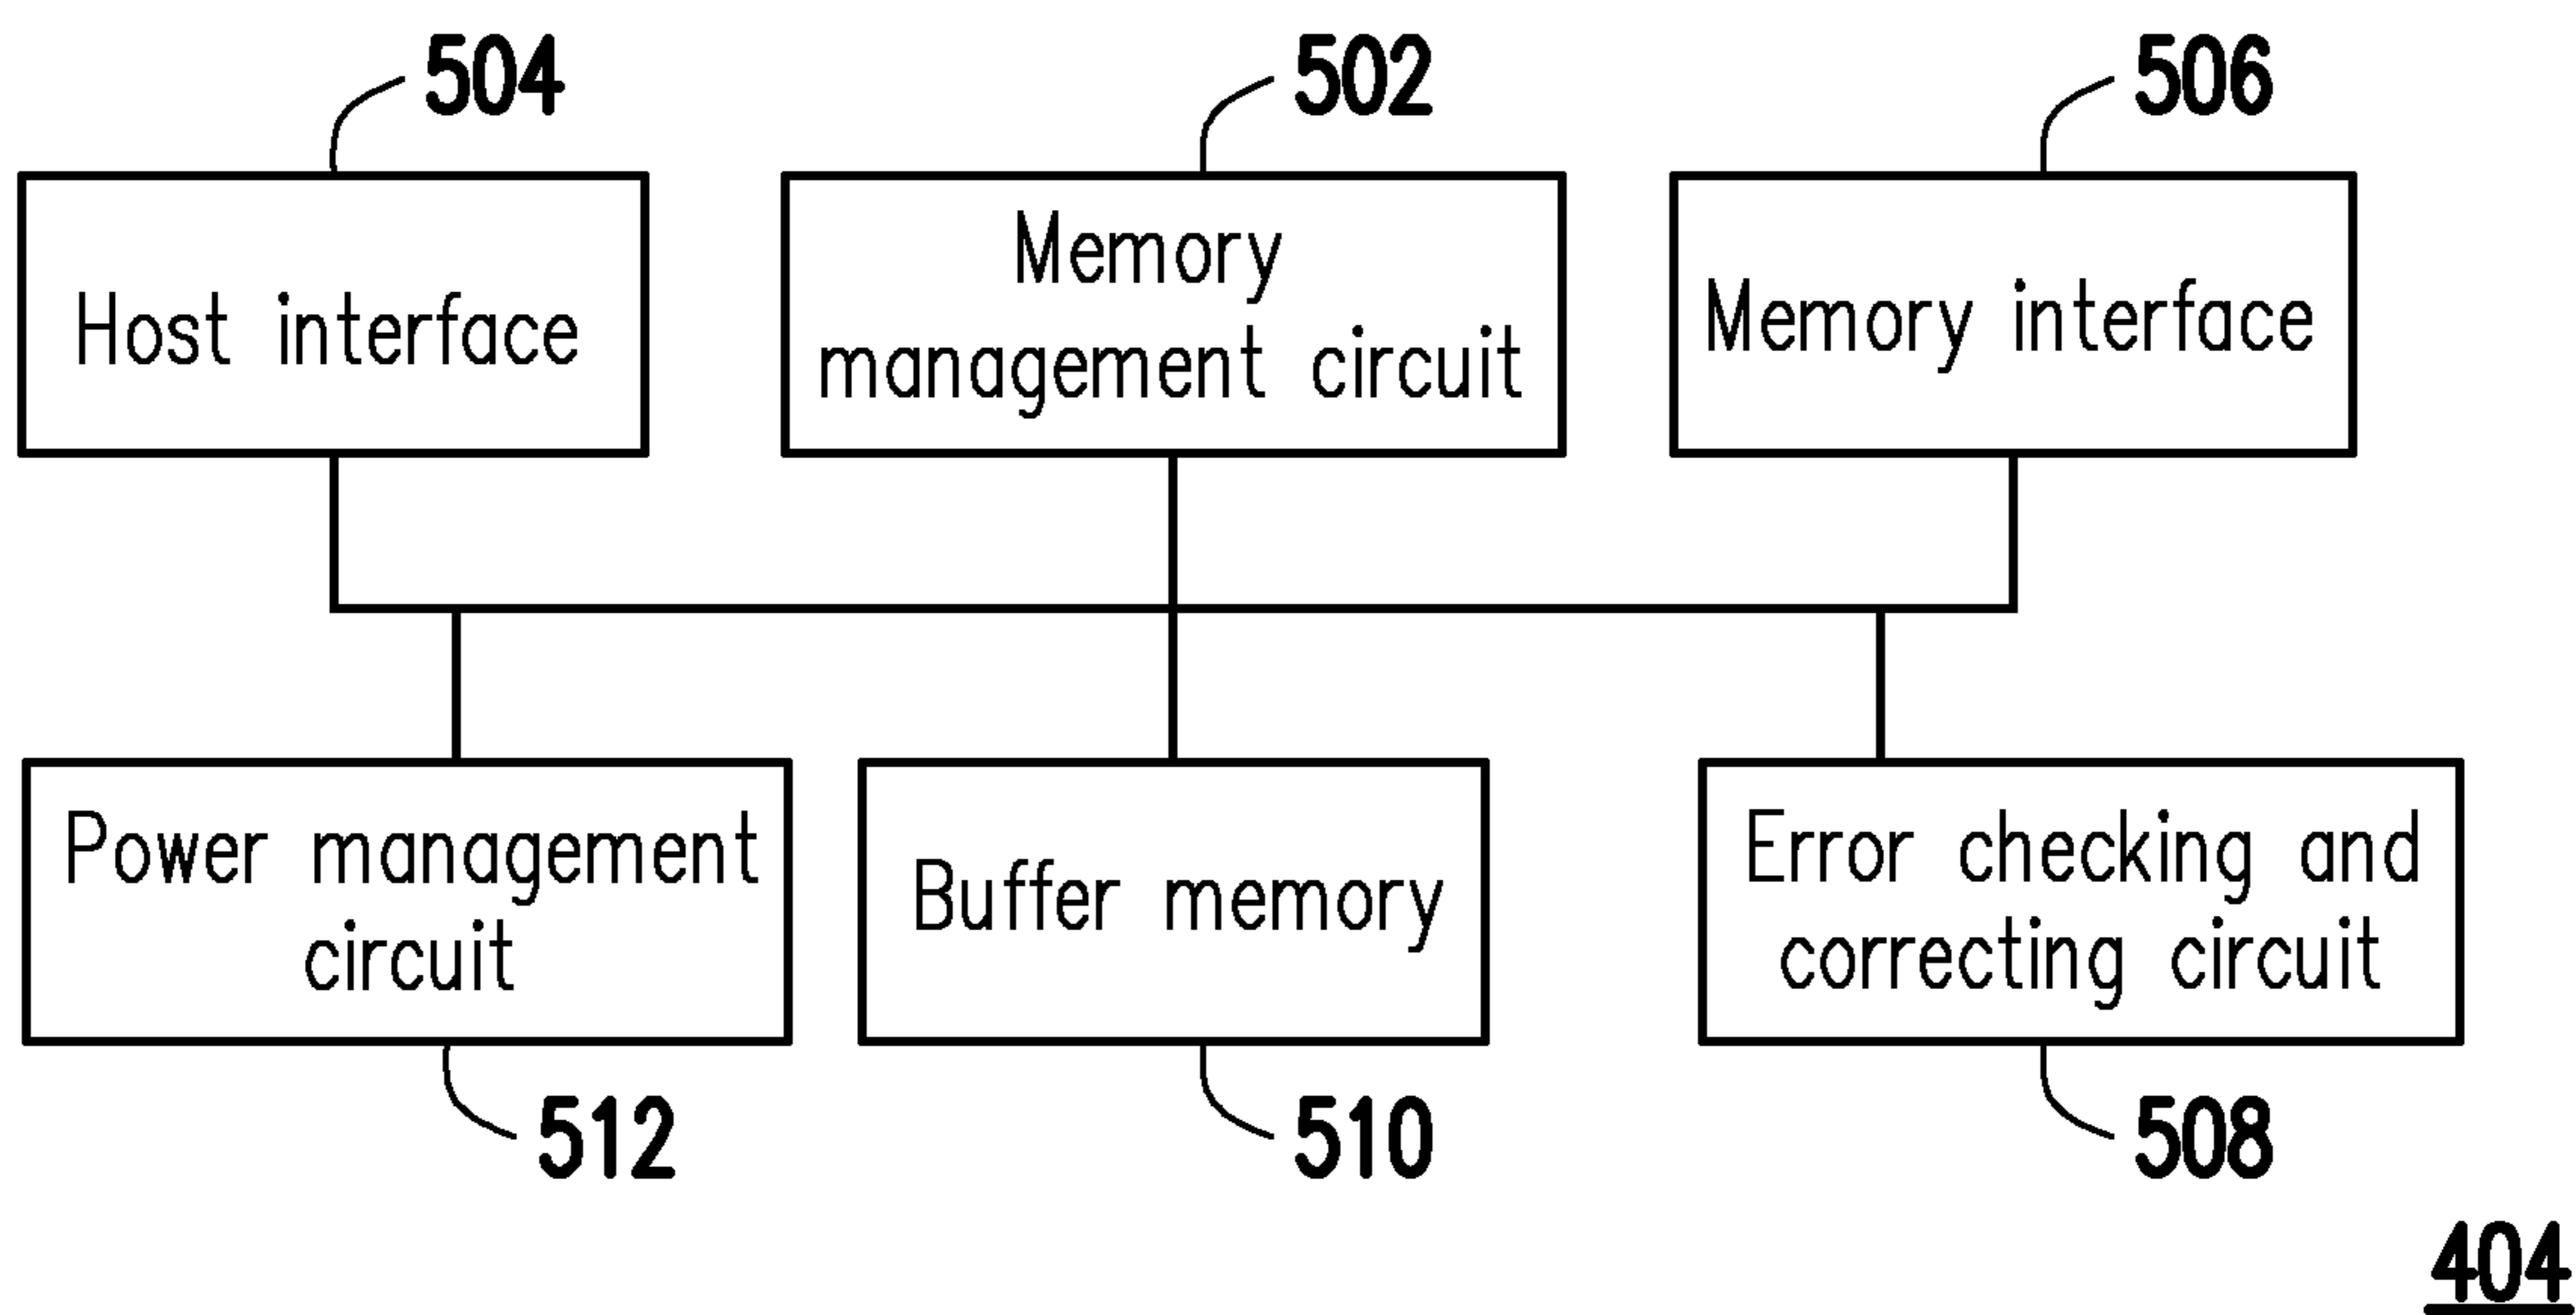 504
502
506
Host interface
Memory
management circuit
Memory interface
Power management
circuit
Buffer memory
Error checking and
correcting circuit
512
510
508
404